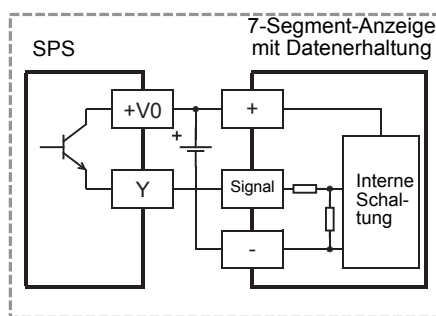 7-Segment-Anzeige
mit Datenerhaltung
SPS
+V0
+
+
Y
Signal
Interne
Schal-
tung
-